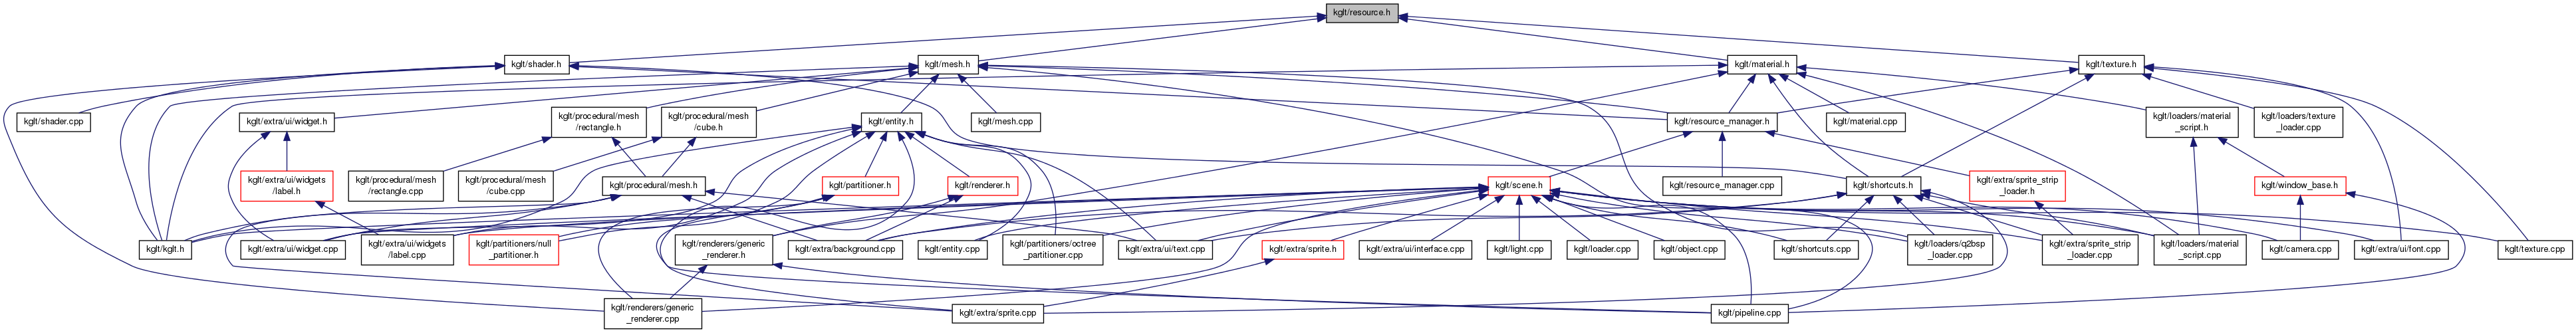 kglt/resource.h
kglt/shader.h
kglt/mesh.h
kglt/material.h
kglt/texture.h
kglt/shader.cpp
kglt/extra/ui/widget.h
kglt/procedural/mesh
/rectangle.h
kglt/procedural/mesh
/cube.h
kglt/entity.h
kglt/mesh.cpp
kglt/resource_manager.h
kglt/material.cpp
kglt/loaders/material
_script.h
kglt/loaders/texture
_loader.cpp
kglt/extra/ui/widgets
/label.h
kglt/procedural/mesh
/rectangle.cpp
kglt/procedural/mesh
/cube.cpp
kglt/procedural/mesh.h
kglt/partitioner.h
kglt/renderer.h
kglt/resource_manager.cpp
kglt/scene.h
kglt/shortcuts.h
kglt/extra/sprite_strip
_loader.h
kglt/window_base.h
kglt/kglt.h
kglt/extra/ui/widget.cpp
kglt/extra/ui/widgets
/label.cpp
kglt/partitioners/null
_partitioner.h
kglt/renderers/generic
_renderer.h
kglt/extra/background.cpp
kglt/entity.cpp
kglt/partitioners/octree
_partitioner.cpp
kglt/extra/ui/text.cpp
kglt/extra/sprite.h
kglt/extra/ui/interface.cpp
kglt/light.cpp
kglt/loader.cpp
kglt/object.cpp
kglt/shortcuts.cpp
kglt/loaders/q2bsp
_loader.cpp
kglt/extra/sprite_strip
_loader.cpp
kglt/loaders/material
_script.cpp
kglt/camera.cpp
kglt/extra/ui/font.cpp
kglt/texture.cpp
kglt/renderers/generic
_renderer.cpp
kglt/extra/sprite.cpp
kglt/pipeline.cpp